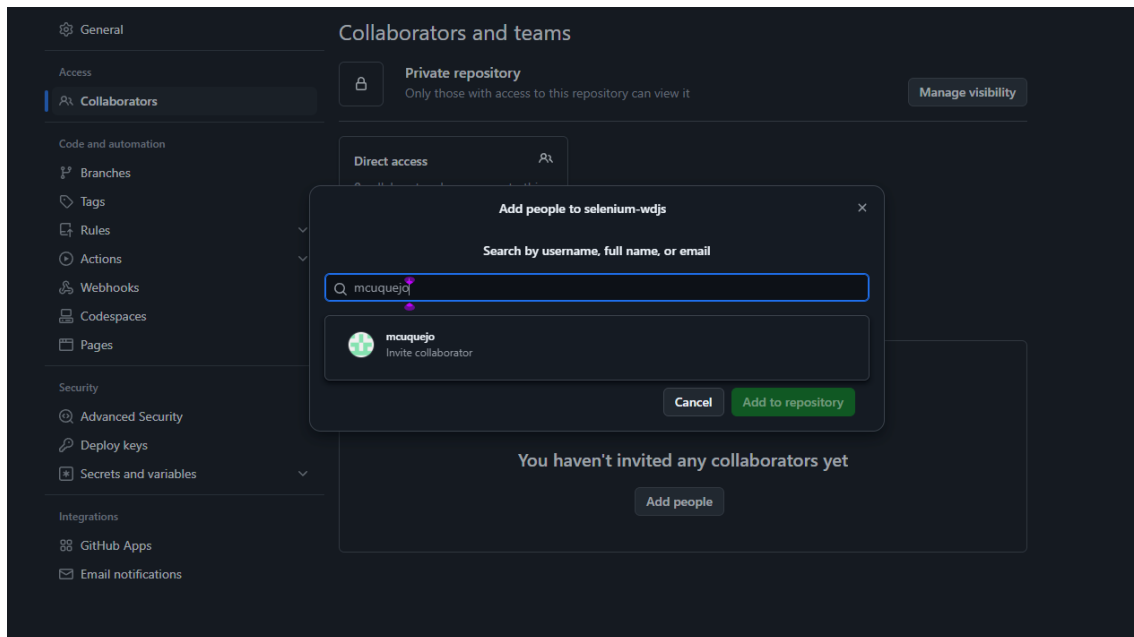 General
Access
Collaborators
Code and automation
Branches
Tags
Rules
Actions
Webhooks
Codespaces
Pages
Security
Advanced Security
Deploy keys
Secrets and variables
Integrations
GitHub Apps
Email notifications
Collaborators and teams
Private repository
Only those with access to this repository can view it
Manage visibility
Direct access
Add people to selenium-wdjs
Search by username, full name, or email
mcuquejo
mcuquejo
Invite collaborator
Cancel
Add to repository
You haven't invited any collaborators yet
Add people